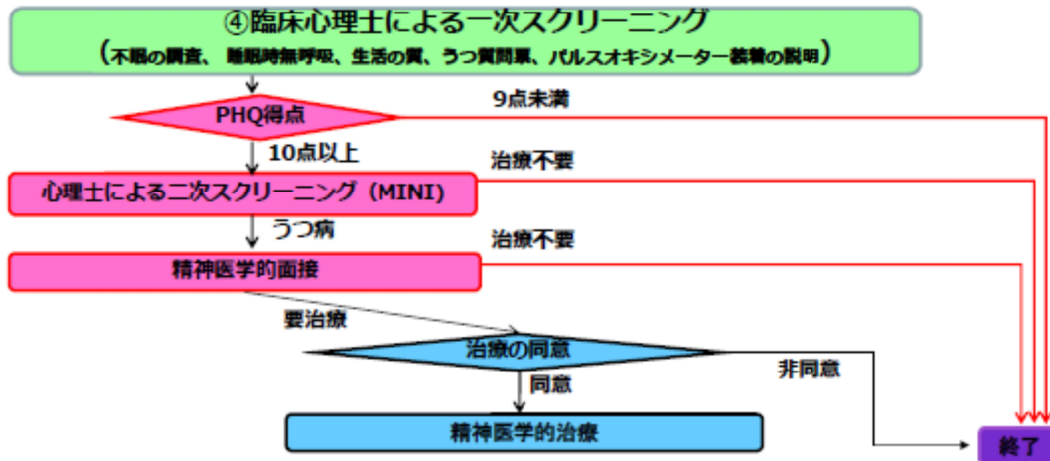 ④臨床心理士による一次スクリーニング
(不眠の調査、 睡眠時無呼吸、生活の質、うつ質問票、パルスオキシメーター装着の説明)
PHQ得点
9点未満
10点以上
心理士による二次スクリーニング（MINI)
治療不要
うつ病
精神医学的面接
治療不要
要治療
治療の同意
非同意
同意
精神医学的治療
終了